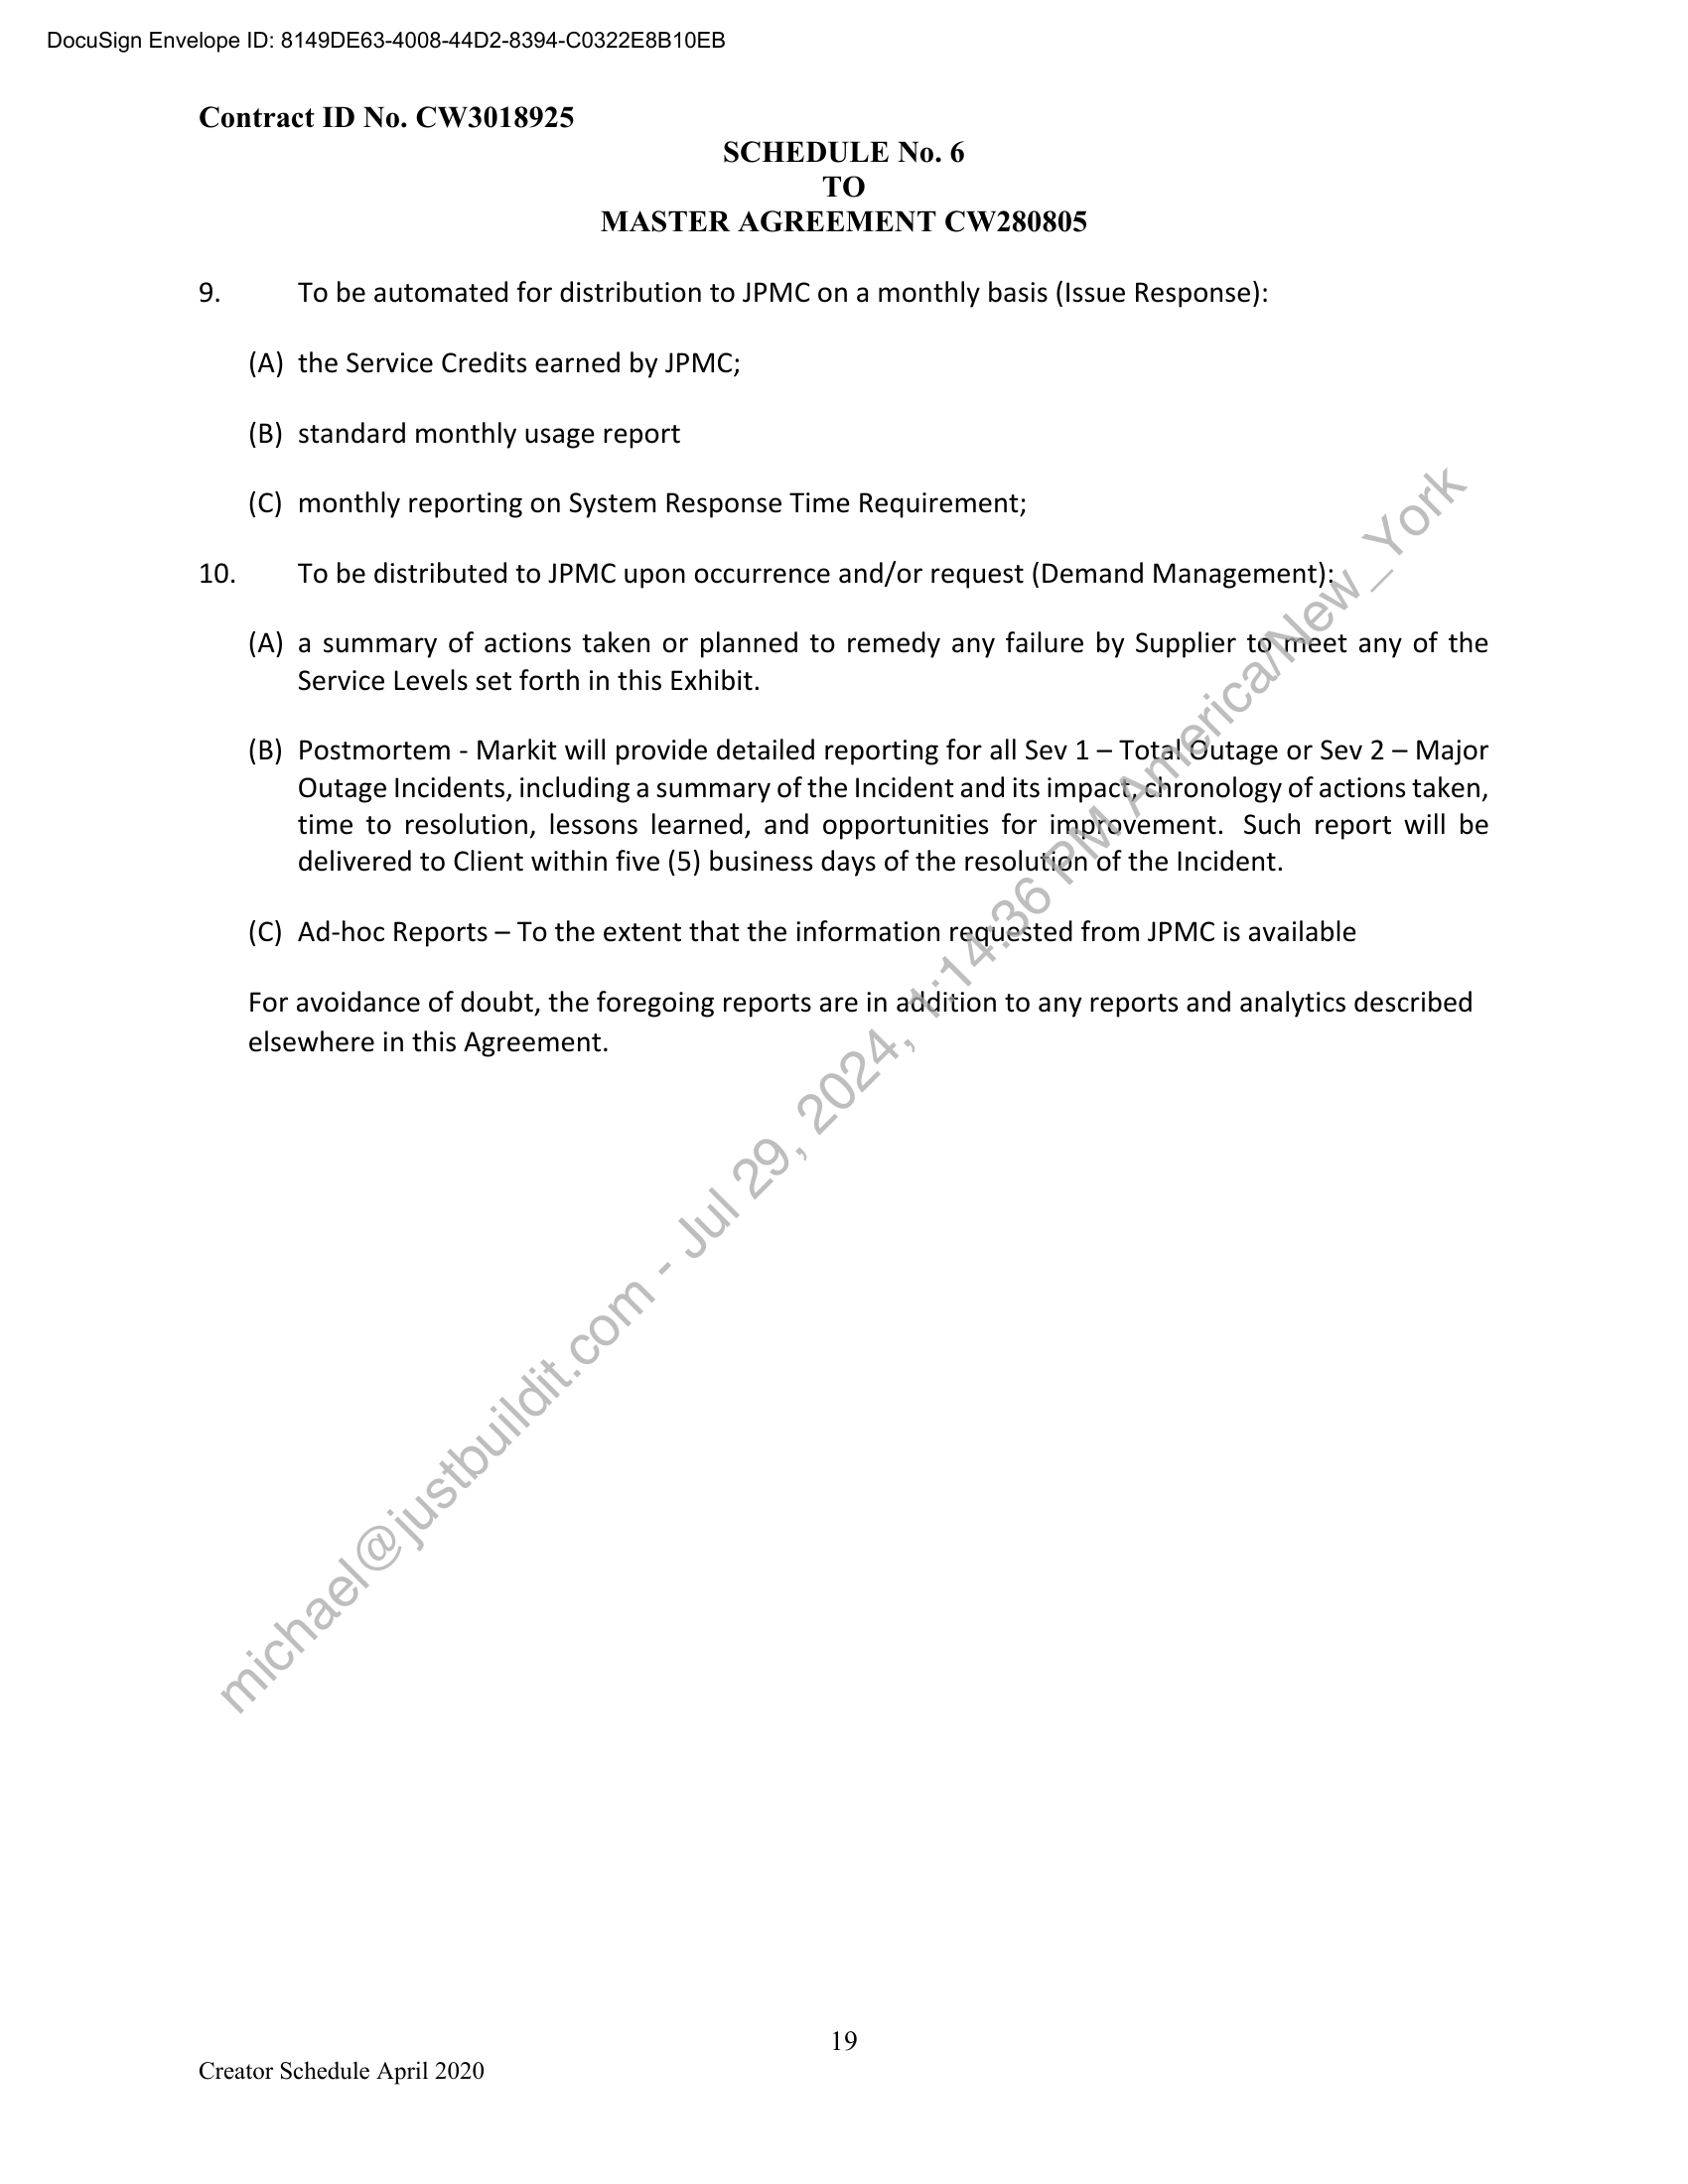 DocuSign Envelope ID: 8149DE63-4008-44D2-8394-C0322E8B10EB
Contract ID No. CW3018925
SCHEDULE No. 6
TO
MASTER AGREEMENT CW280805
9. To be automated for distribution to JPMC on a monthly basis (Issue Response):
(A) the Service Credits earned by JPMC;
(B) standard monthly usage report
(C) monthly reporting on System Response Time Requirement;
10. To be distributed to JPMC upon occurrence and/or request (Demand Management):
(A) a summary of actions taken or planned to remedy any failure by Supplier to meet any of the
Service Levels set forth in this Exhibit.
(B) Postmortem - Markit will provide detailed reporting for all Sev 1 – Total Outage or Sev 2 – Major
Outage Incidents, including a summary of the Incident and its impact, chronology of actions taken,
time to resolution, lessons learned, and opportunities for improvement. Such report will be
delivered to Client within five (5) business days of the resolution of the Incident.
(C) Ad-hoc Reports – To the extent that the information requested from JPMC is available
For avoidance of doubt, the foregoing reports are in addition to any reports and analytics described
elsewhere in this Agreement.
michael@justbuildit.com - Jul 29, 2024, 1:14:36 PM America/New_York
19
Creator Schedule April 2020